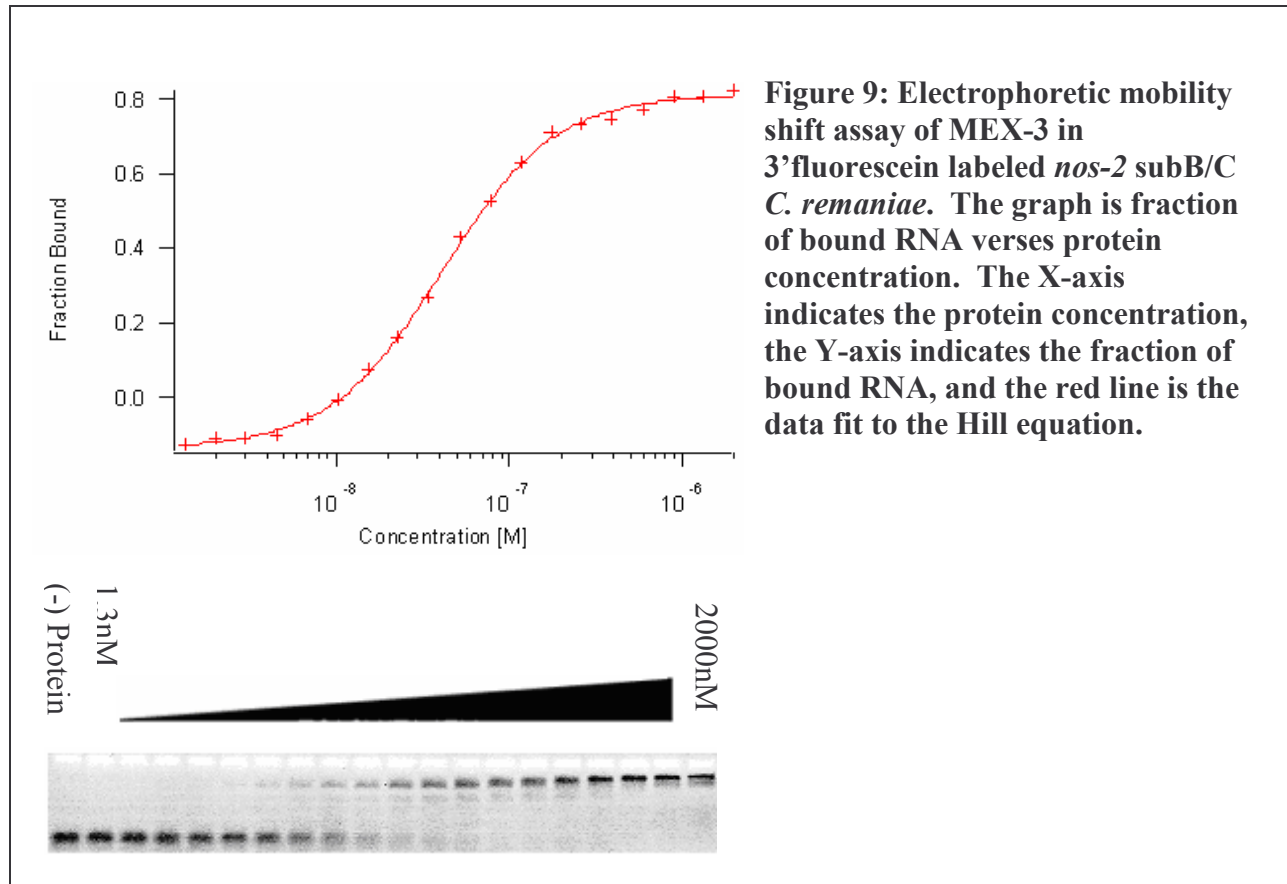 0.8
0.6
0.4
0.2
0.0
Fraction Bound
10 -8
10 -7
10 -6
Concentration [M]
Figure 9: Electrophoretic mobility
shift assay of MEX-3 in
3’fluorescein labeled nos-2 subB/C
C. remaniae. The graph is fraction
of bound RNA verses protein
concentration. The X-axis
indicates the protein concentration,
the Y-axis indicates the fraction of
bound RNA, and the red line is the
data fit to the Hill equation.
(-) Protein
1.3nM
2000nM